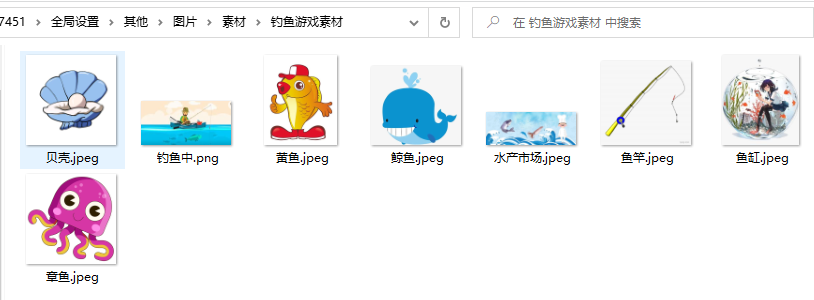 7451 > 全局设置 > 其他 > 图片 > 素材 > 钓鱼游戏素材
在 钓鱼游戏素材 中搜索
贝壳.jpeg
钓鱼中.png
黄鱼.jpeg
鲸鱼.jpeg
水产市场.jpeg
鱼竿.jpeg
鱼缸.jpeg
章鱼.jpeg